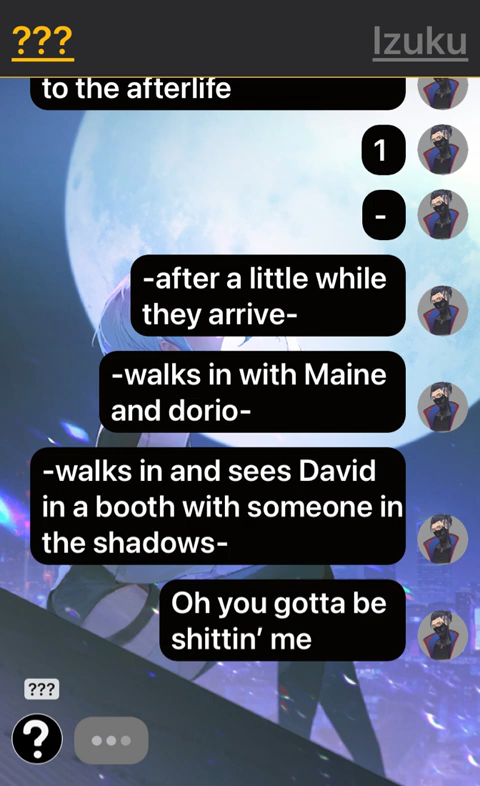 ???
Izuku
to the afterlife
1
-
-after a little while
they arrive-
-walks in with Maine
and dorio-
-walks in and sees David
in a booth with someone in
the shadows-
Oh you gotta be
shittin’ me
???
?